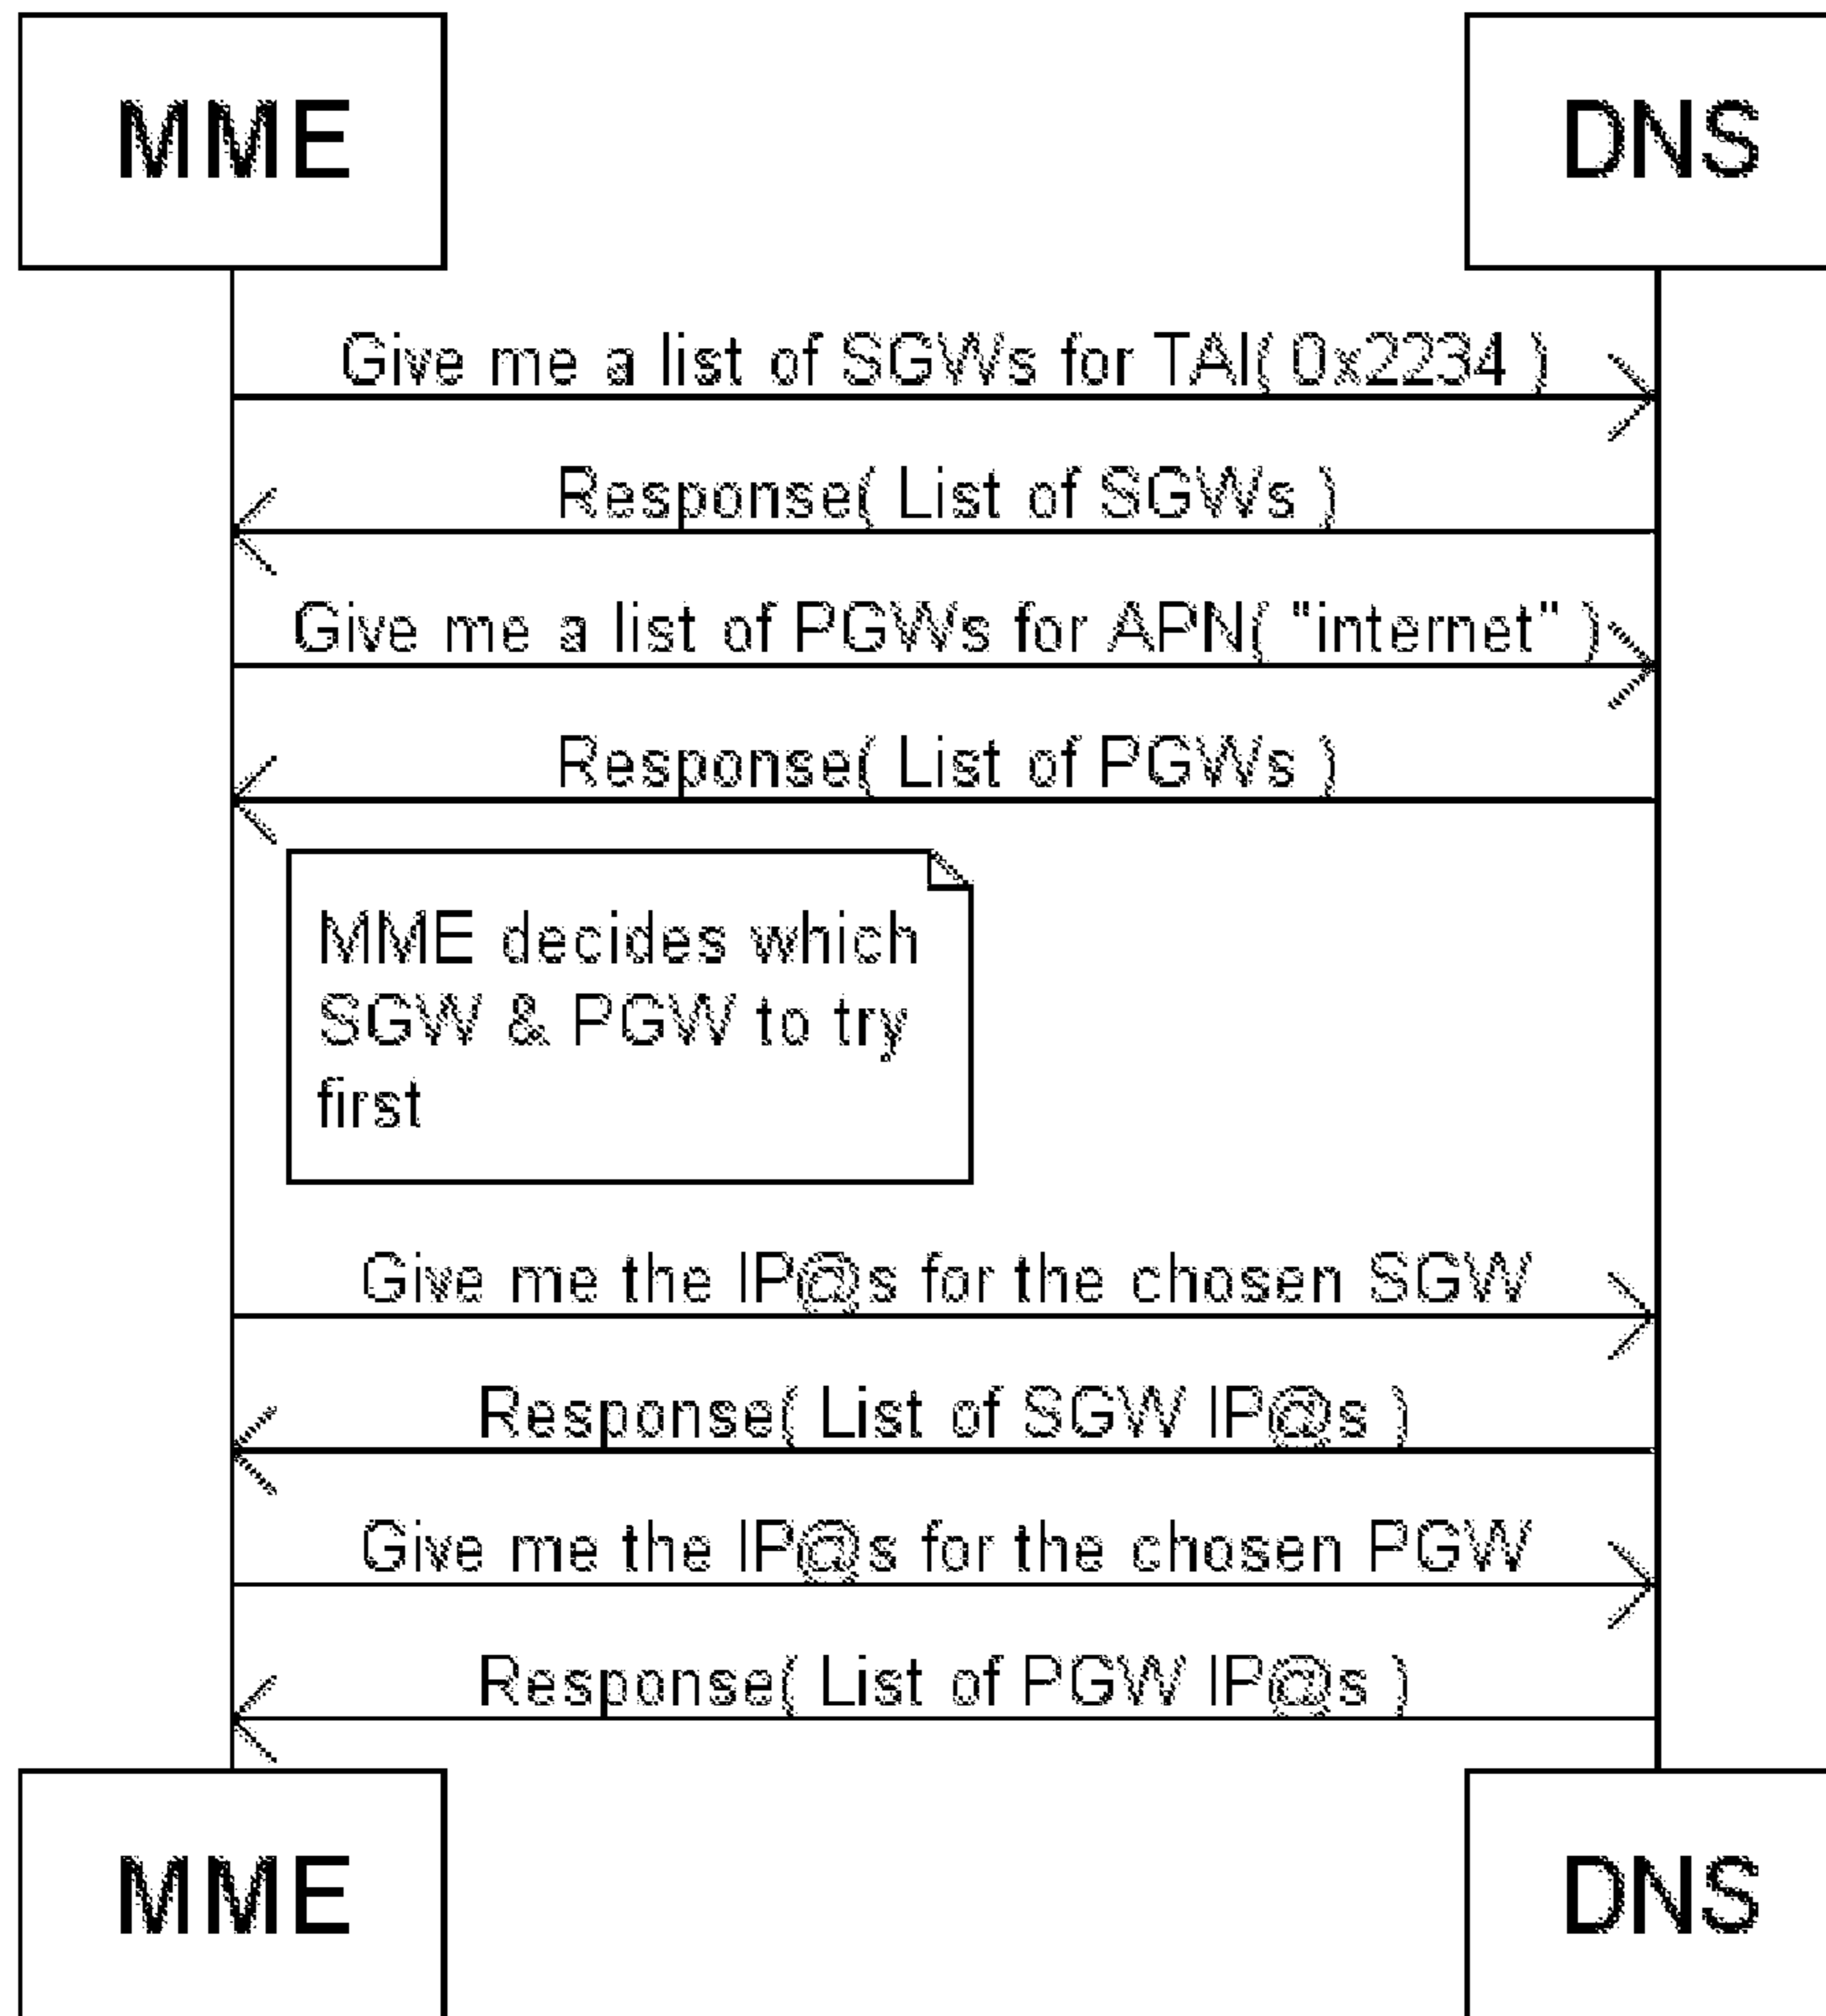 MME
DNS
Give me a list of SGWs for TAI( 0x2234 )
Response( List of SGWs )
Give me a list of PGWs for APN( "internet" )
Response( List of PGWs )
MME decides which
SGW & PGW to try
first
Give me the IP@s for the chosen SGW
Response( List of SGW IP@s )
Give me the IP@s for the chosen PGW
Response( List of PGW IP@s )
MME
DNS